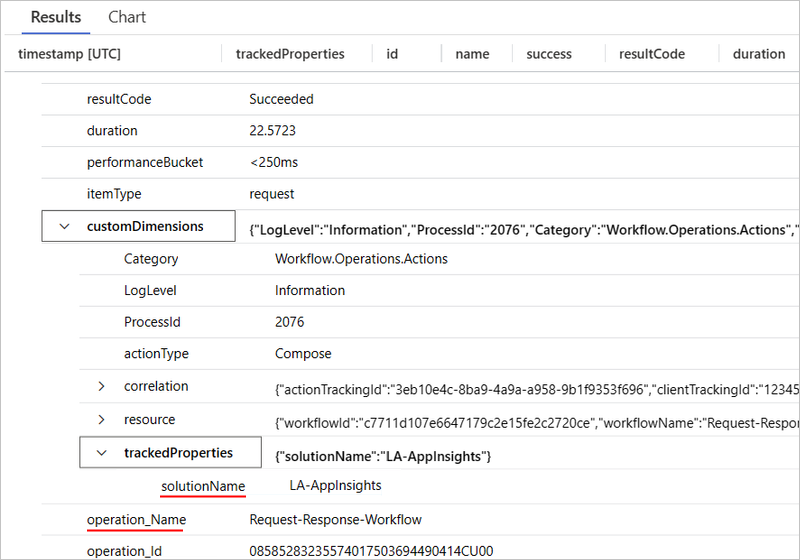 Results Chart
timestamp [UTC] trackedProperties id name success resultCode duration
resultCode Succeeded
duration 22.5723
performanceBucket <250ms
itemType request
customDimensions {"LogLevel":"Information","ProcessId":"2076","Category":"Workflow.Operations.Actions","
Category Workflow.Operations.Actions
LogLevel Information
ProcessId 2076
actionType Compose
correlation {"actionTrackingId":"3eb10e4c-8ba9-4a9a-a958-9b1f9353f696","clientTrackingId":"12345
resource {"workflowId":"c7711d107e6647179c2e15fe2c2720ce","workflowName":"Request-Respon
trackedProperties {"solutionName":"LA-AppInsights"}
solutionName LA-AppInsights
operation_Name Request-Response-Workflow
operation_Id 08585283235574017503694490414CU00